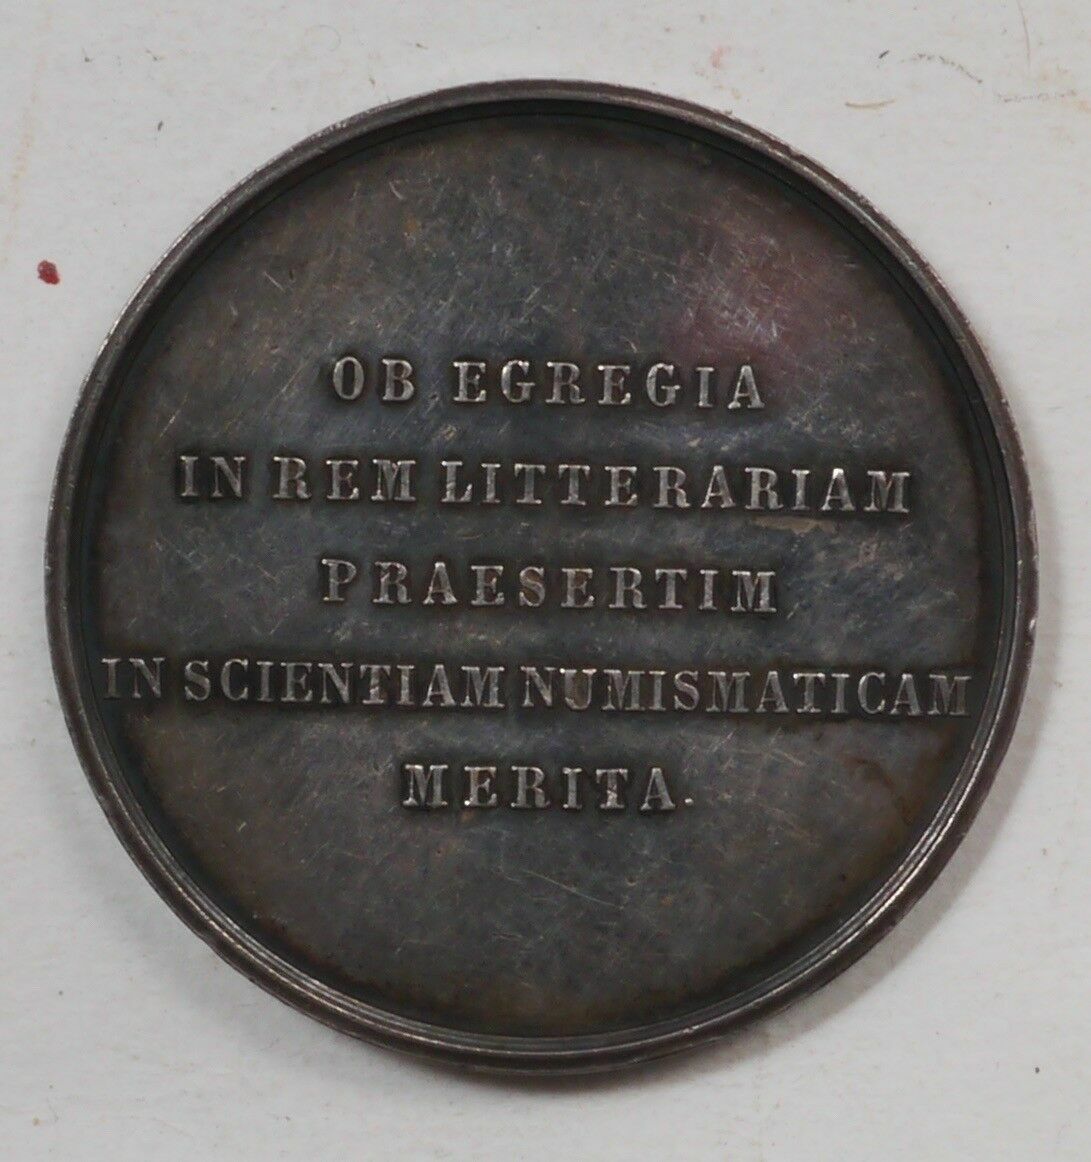 OB EGREGIA
IN REM LITTERARIAM
PRAESERTIM
IN SCIENTIAM NUMISMATICAM
MERITA.